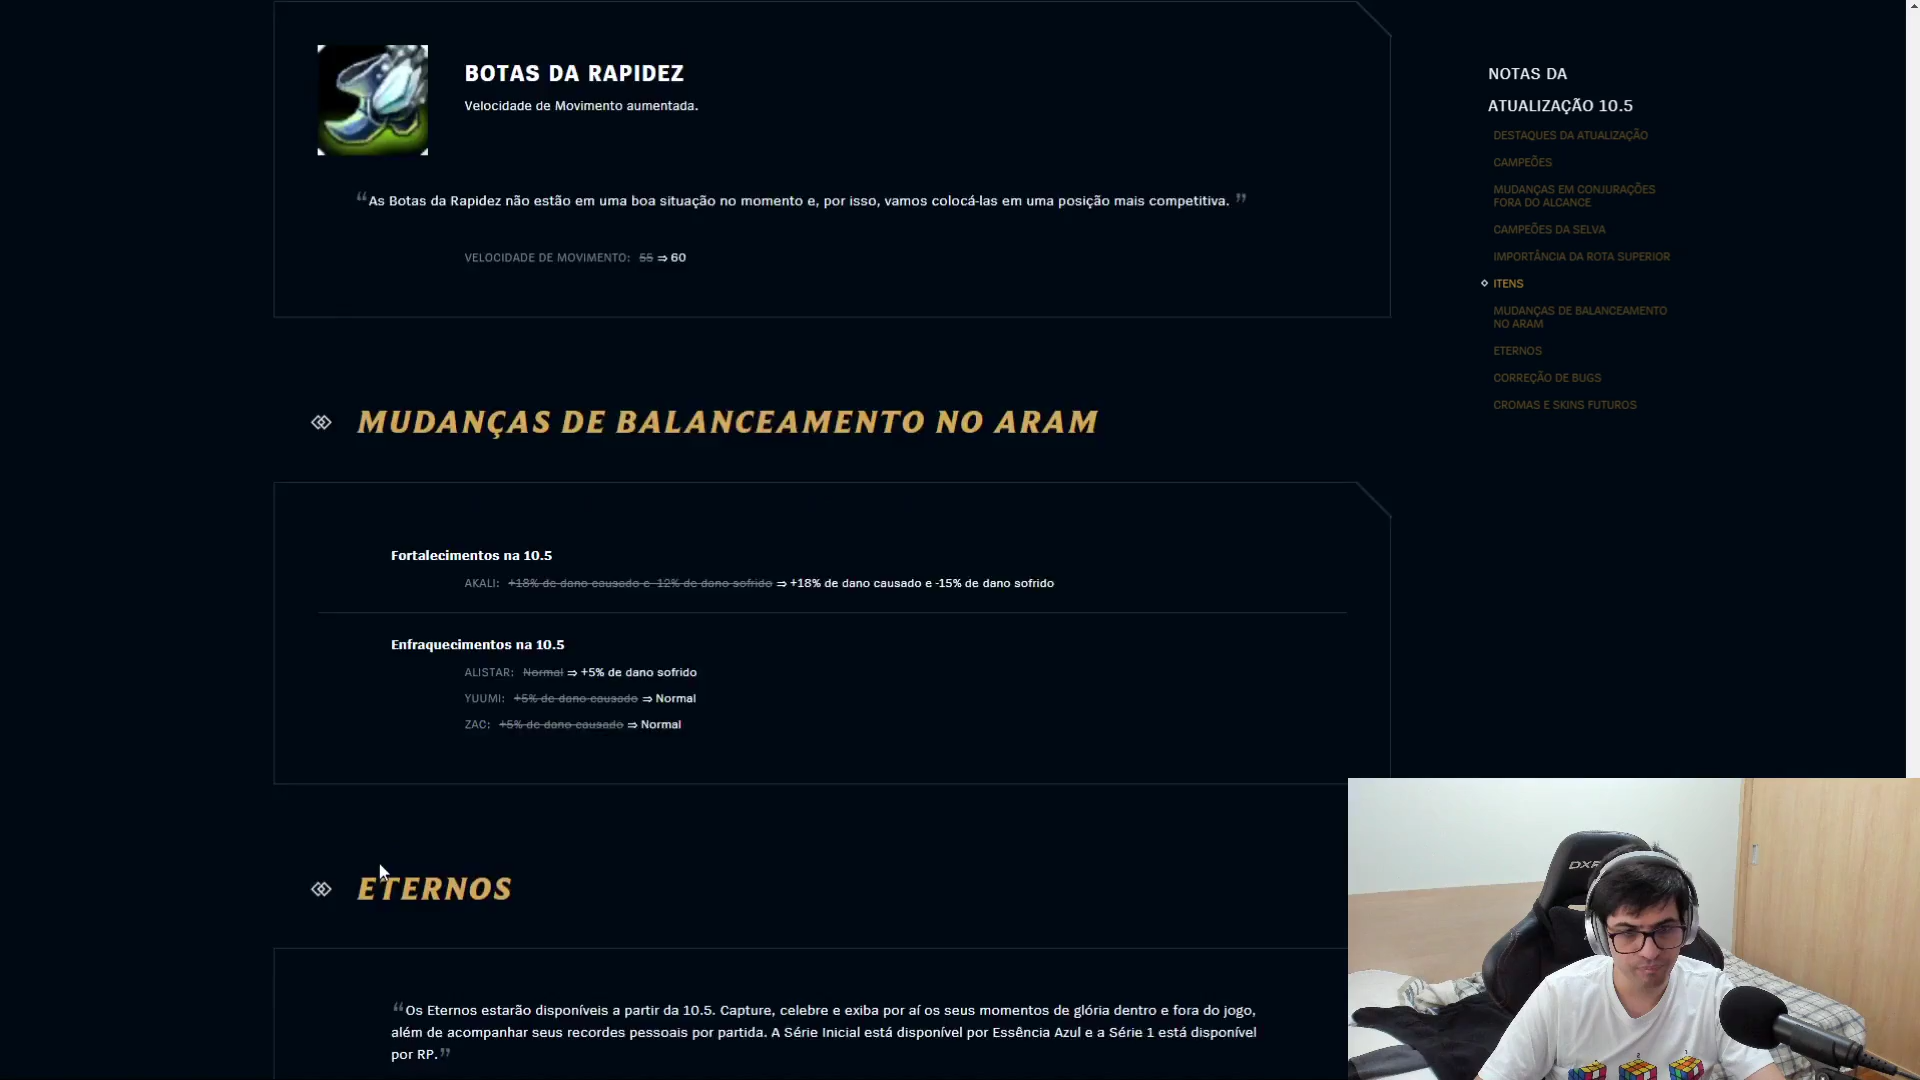 BOTAS DA RAPIDEZ
Velocidade de Movimento aumentada.
“As Botas da Rapidez não estão em uma boa situação no momento e, por isso, vamos colocá-las em uma posição mais competitiva. ”
VELOCIDADE DE MOVIMENTO: 55 ⇒ 60
MUDANÇAS DE BALANCEAMENTO NO ARAM
Fortalecimentos na 10.5
AKALI: +18% de dano causado e -12% de dano sofrido ⇒ +18% de dano causado e -15% de dano sofrido
Enfraquecimentos na 10.5
ALISTAR: Normal ⇒ +5% de dano sofrido
YUUMI: +5% de dano causado ⇒ Normal
ZAC: +5% de dano causado ⇒ Normal
ETERNOS
“Os Eternos estarão disponíveis a partir da 10.5. Capture, celebre e exiba por aí os seus momentos de glória dentro e fora do jogo,
além de acompanhar seus recordes pessoais por partida. A Série Inicial está disponível por Essência Azul e a Série 1 está disponível
por RP.”
NOTAS DA
ATUALIZAÇÃO 10.5
DESTAQUES DA ATUALIZAÇÃO
CAMPEÕES
MUDANÇAS EM CONJURAÇÕES
FORA DO ALCANCE
CAMPEÕES DA SELVA
IMPORTÂNCIA DA ROTA SUPERIOR
ITENS
MUDANÇAS DE BALANCEAMENTO
NO ARAM
ETERNOS
CORREÇÃO DE BUGS
CROMAS E SKINS FUTUROS